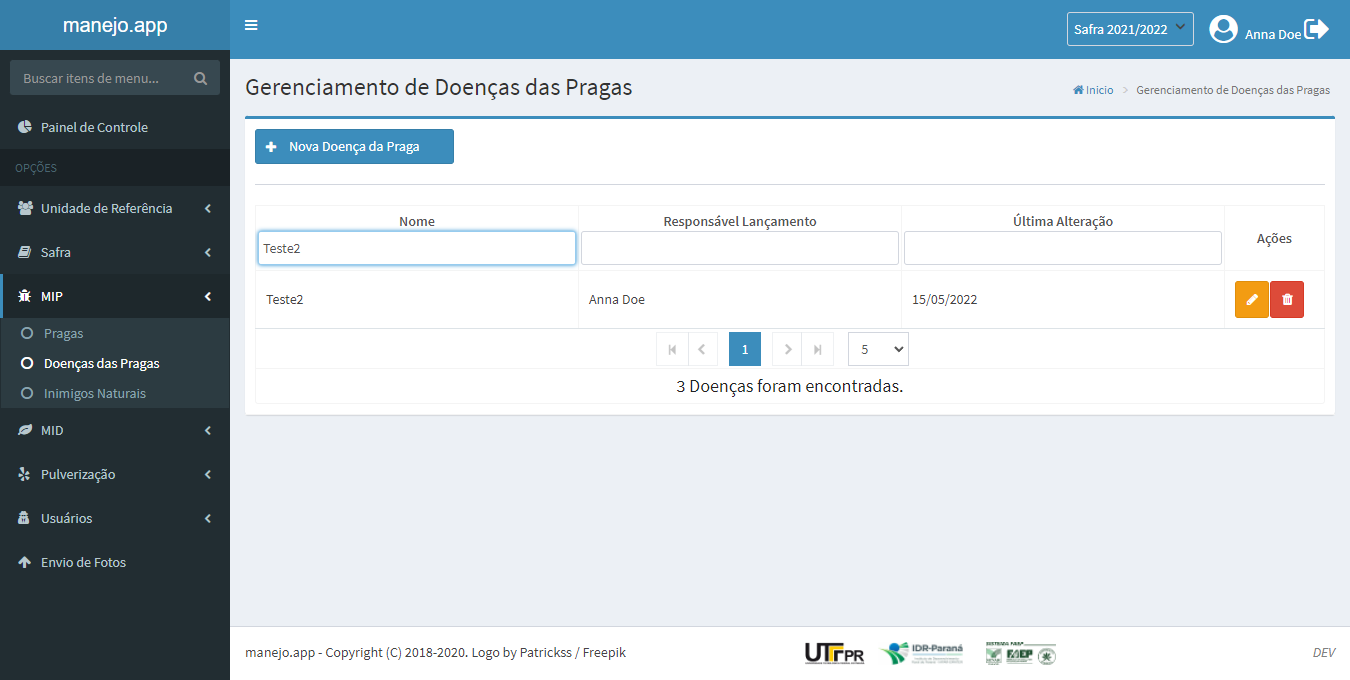 manejo.app
Safra 2021/2022
Anna Doe
Buscar itens de menu...
Gerenciamento de Doenças das Pragas
Inicio > Gerenciamento de Doenças das Pragas
Painel de Controle
Nova Doença da Praga
OPÇÕES
Unidade de Referência
Safra
MIP
Pragas
Doenças das Pragas
Inimigos Naturais
MID
Pulverização
Usuários
Envio de Fotos
Nome Responsável Lançamento Última Alteração Ações
Teste2
Teste2 Anna Doe 15/05/2022
1 5
3 Doenças foram encontradas.
manejo.app - Copyright (C) 2018-2020. Logo by Patrickss / Freepik
UTFPR
IDR-Paraná
SISTEMA FAEP
FAEP
DEV